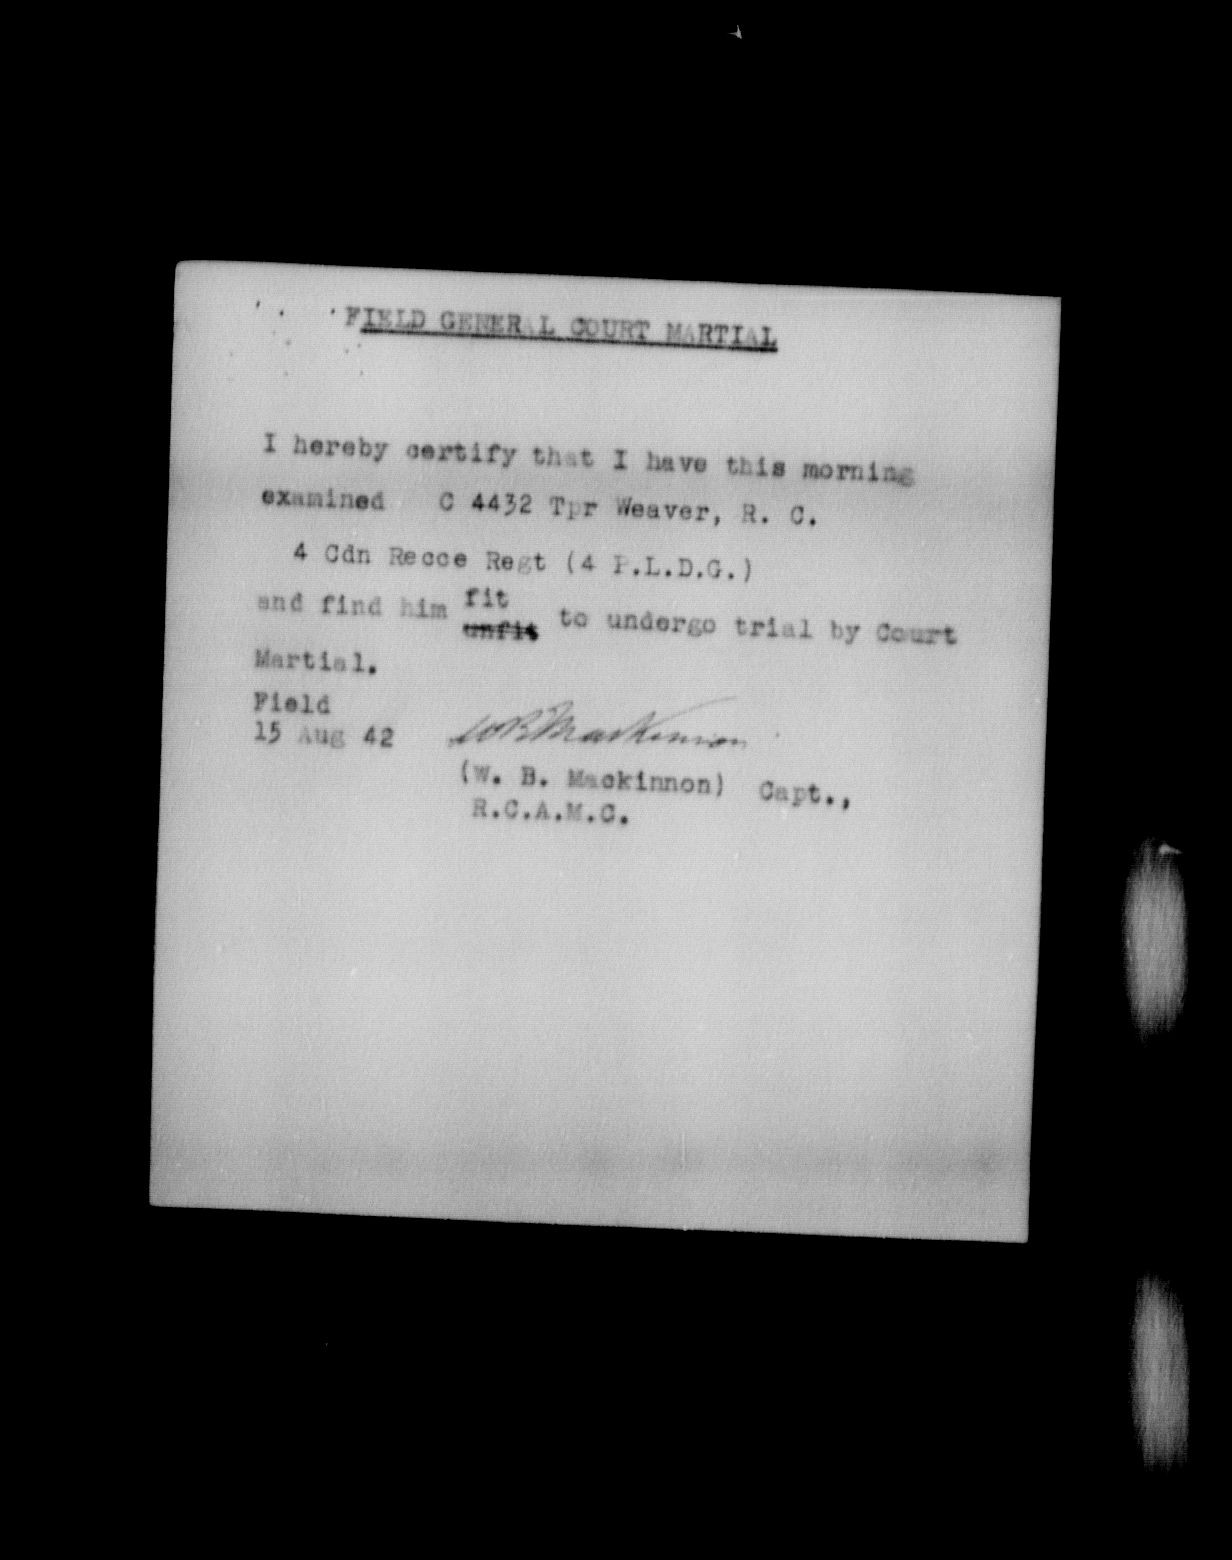 FIELD GENERAL COURT MARTIAL
I hereby certify that I have this morning
examined C 4432 Tpr Weaver, R. C.
4 Cdn Recce Regt (4 P.L.D.G.)
and find him fit
unfit to undergo trial by Court
Martial.
Field
15 Aug 42 WBMackinnon
(W. B. Mackinnon) Capt.,
R.C.A.M.C.